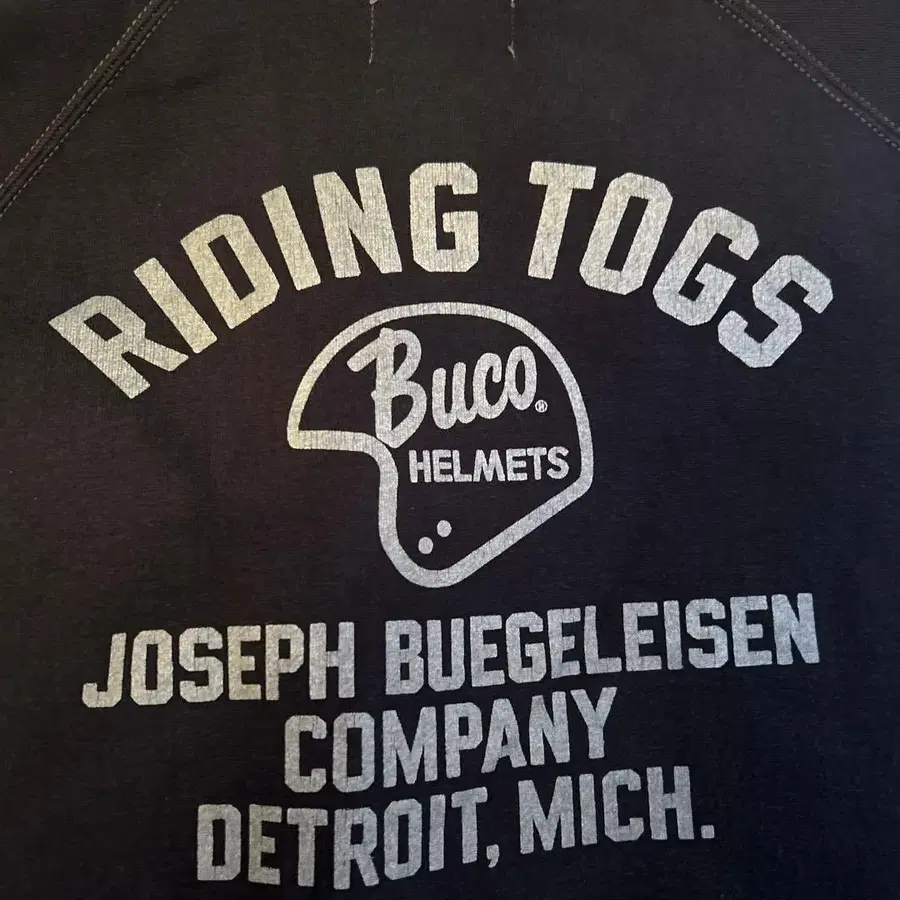 RIDING TOGS
Buco®
HELMETS
JOSEPH BUEGELEISEN
COMPANY
DETROIT, MICH.